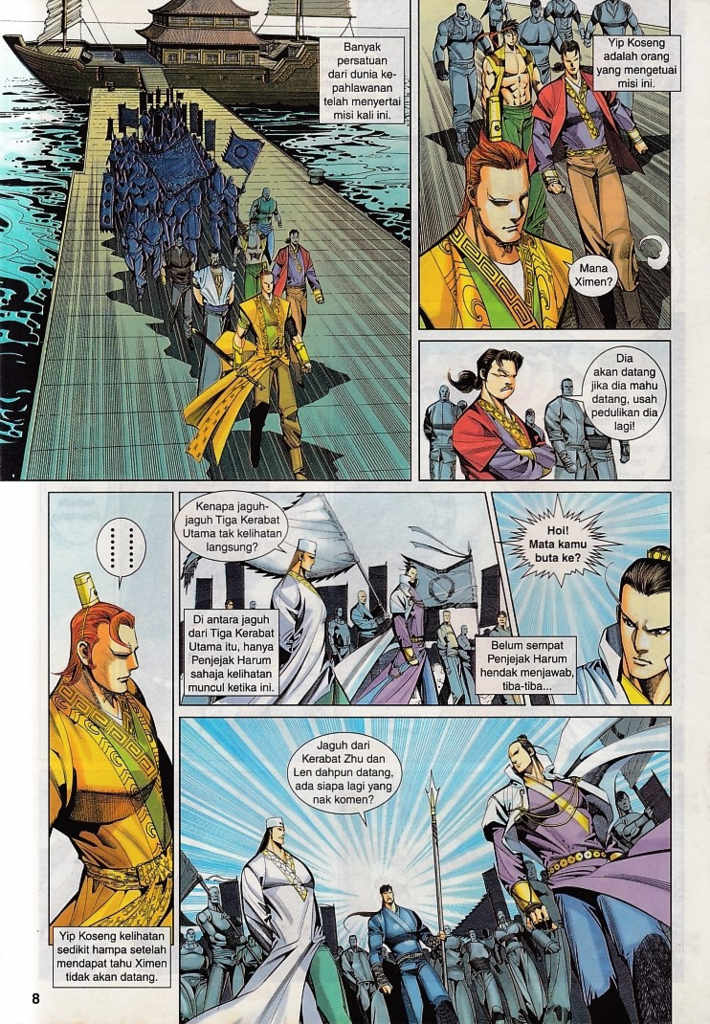 Banyak
persatuan
dari dunia ke-
pahlawanan
telah menyertai
misi kali ini.
Yip Koseng
adalah orang
yang mengetuai
misi ini.
Mana
Ximen?
Dia
akan datang
jika dia mahu
datang, usah
pedulikan dia
lagi!
Yip Koseng kelihatan
sedikit hampa setelah
mendapat tahu Ximen
tidak akan datang.
Kenapa jaguh-
jaguh Tiga Kerabat
Utama tak kelihatan
langsung?
Di antara jaguh
dari Tiga Kerabat
Utama itu, hanya
Penjejak Harum
sahaja kelihatan
muncul ketika ini.
Hoi!
Mata kamu
buta ke?
Belum sempat
Penjejak Harum
hendak menjawab,
tiba-tiba...
Jaguh dari
Kerabat Zhu dan
Len dahpun datang,
ada siapa lagi yang
nak komen?
8